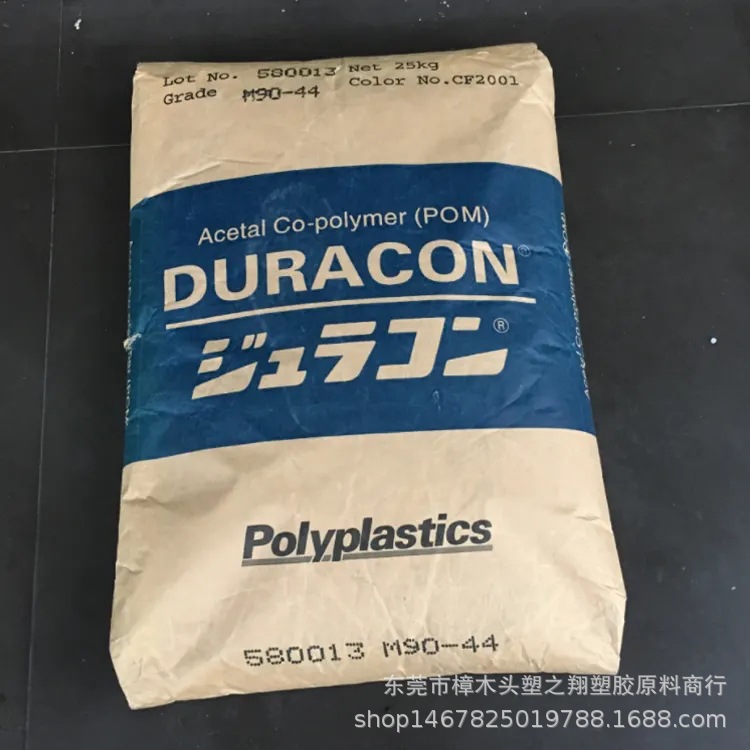 Lot No. 580013 Net 25kg
Grade M90-44 Color No.CF2001
Acetal Co-polymer (POM)
DURACON®
ジュラコン®
Polyplastics
580013 M90-44
东莞市樟木头塑之翔塑胶原料商行
shop1467825019788.1688.com